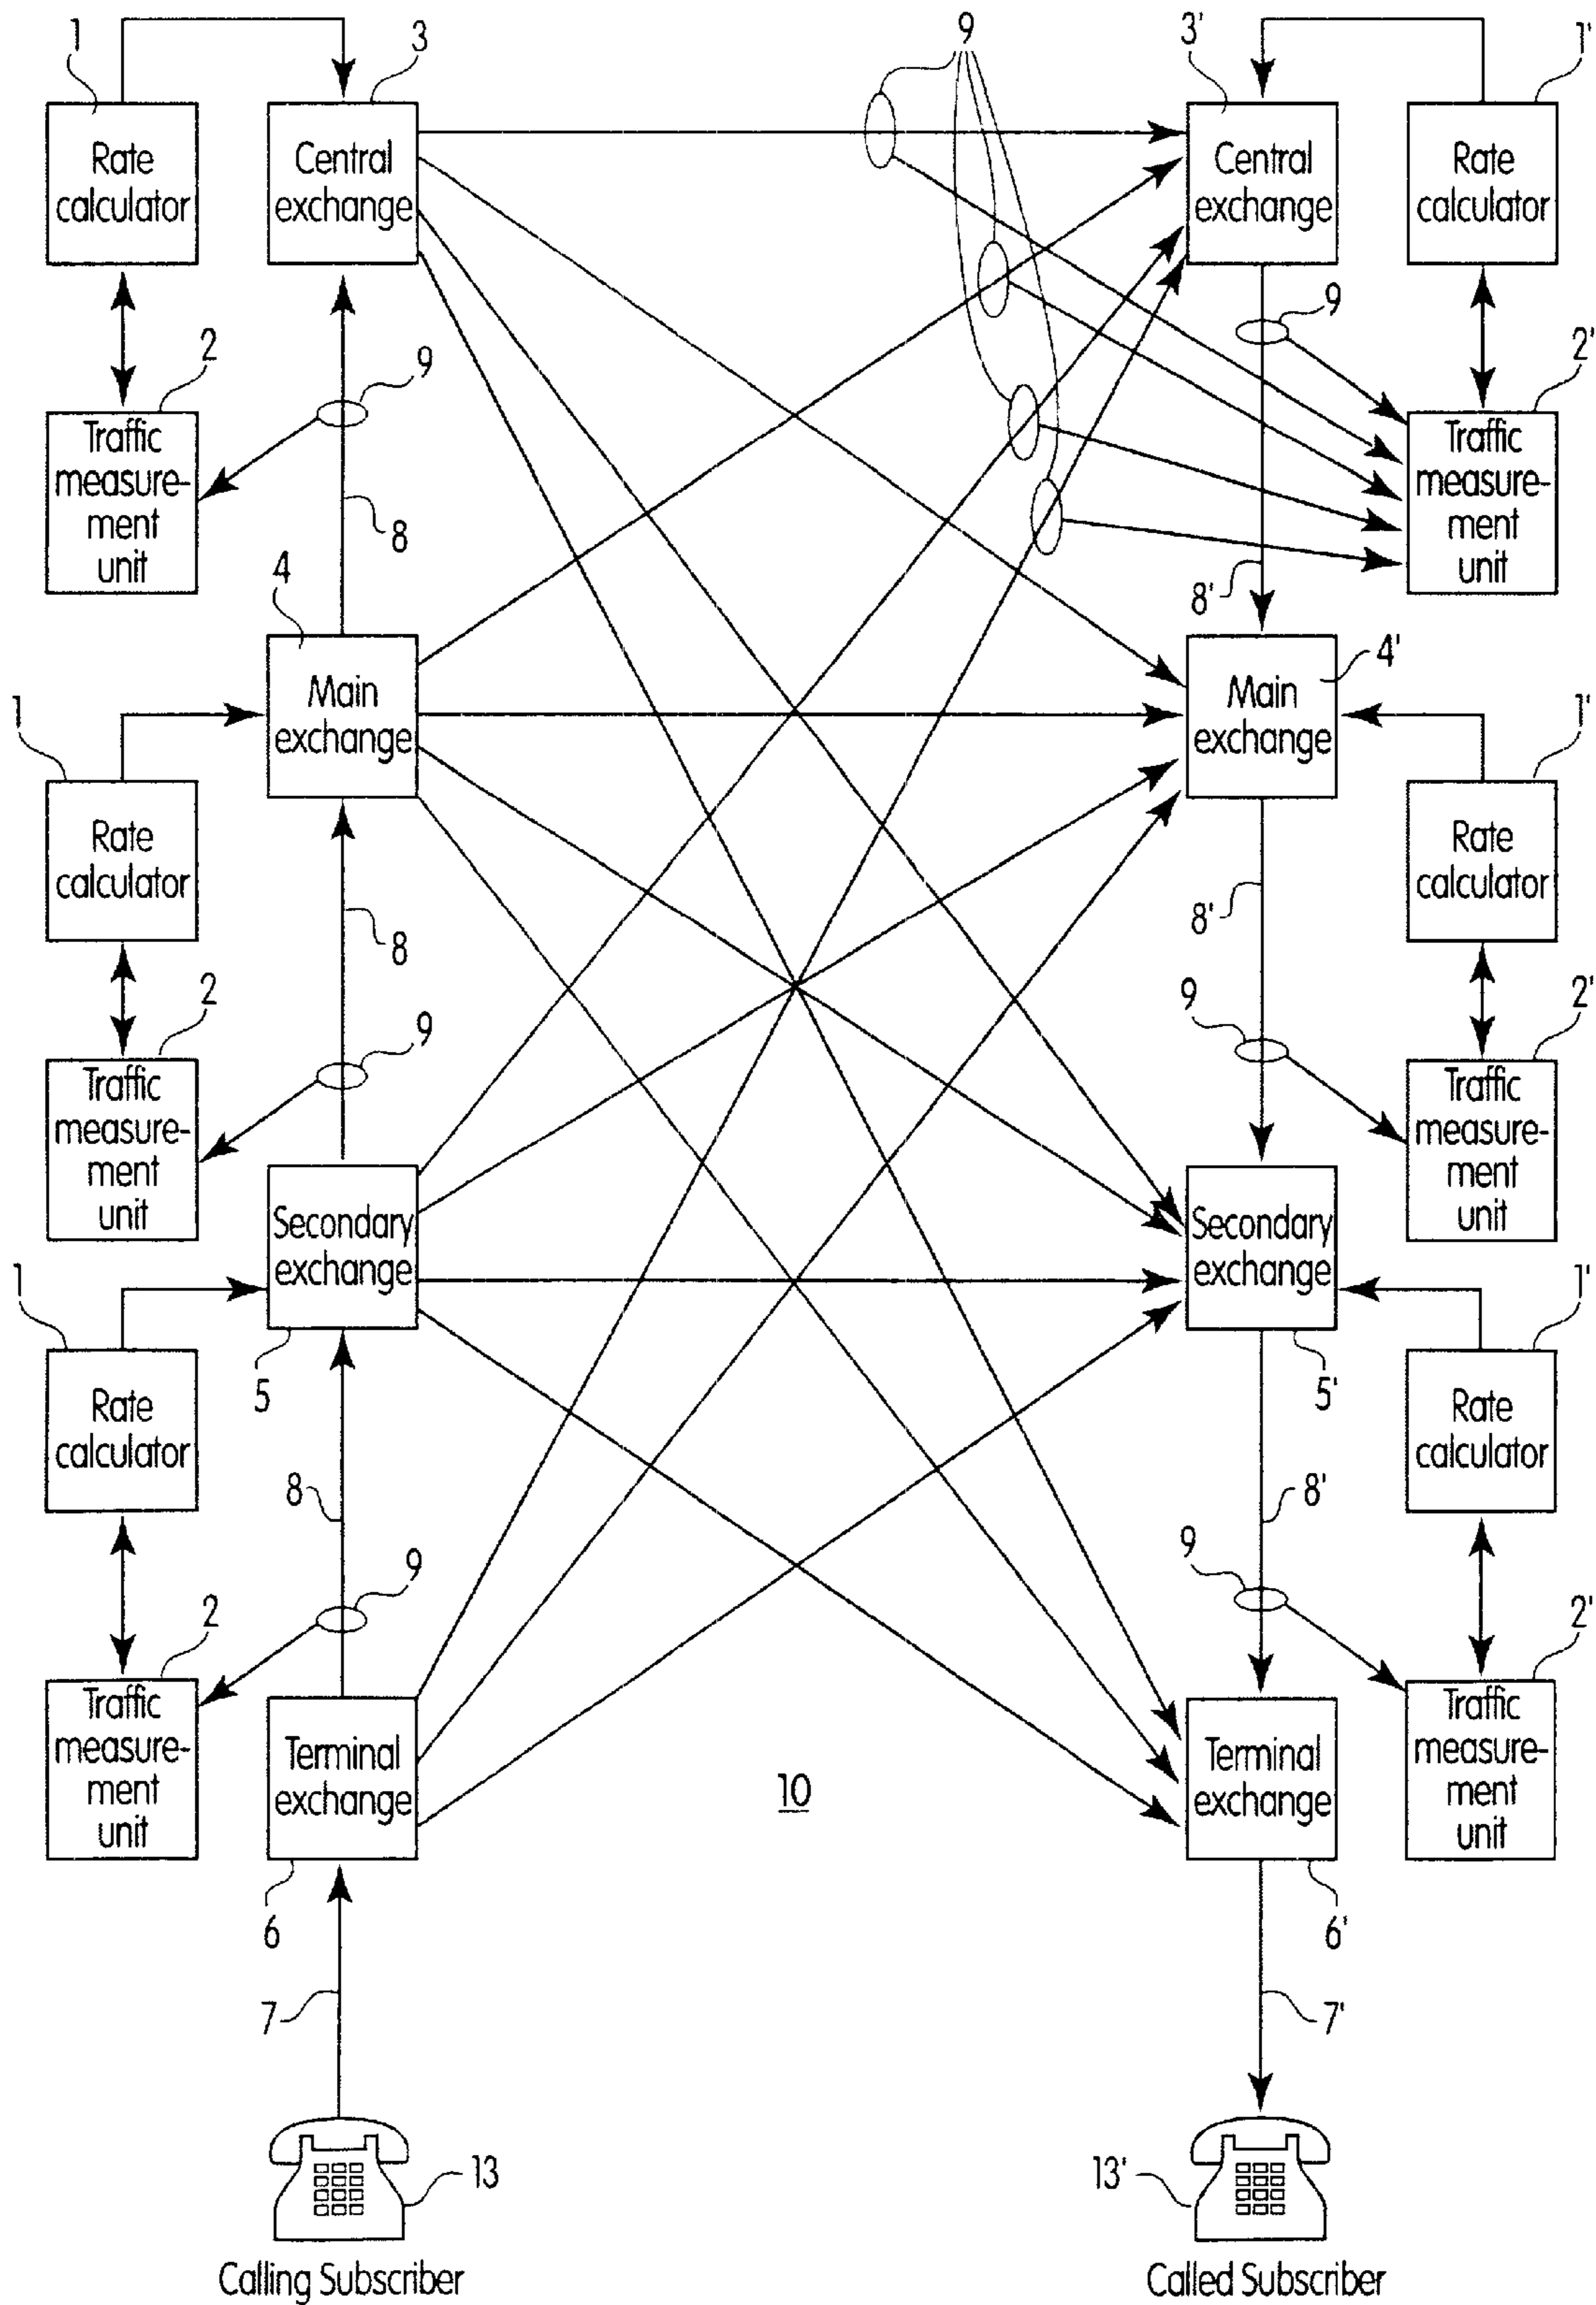 1
3
9
3'
1'
Rate
calculator
Central
exchange
Central
exchange
Rate
calculator
2
9
9
2'
Traffic
measure-
ment
unit
8
Traffic
measure-
ment
unit
4
8'
Main
exchange
Main
exchange
4'
1
1'
Rate
calculator
8
8'
Rate
calculator
2
9
9
2'
Traffic
measure-
ment
unit
Traffic
measure-
ment
unit
Secondary
exchange
Secondary
exchange
1
1'
5
5'
Rate
calculator
Rate
calculator
8
8'
9
9
2
2'
Traffic
measure-
ment
unit
Terminal
exchange
10
Terminal
exchange
Traffic
measure-
ment
unit
6
6'
7
7'
13
13'
Calling Subscriber
Called Subscriber